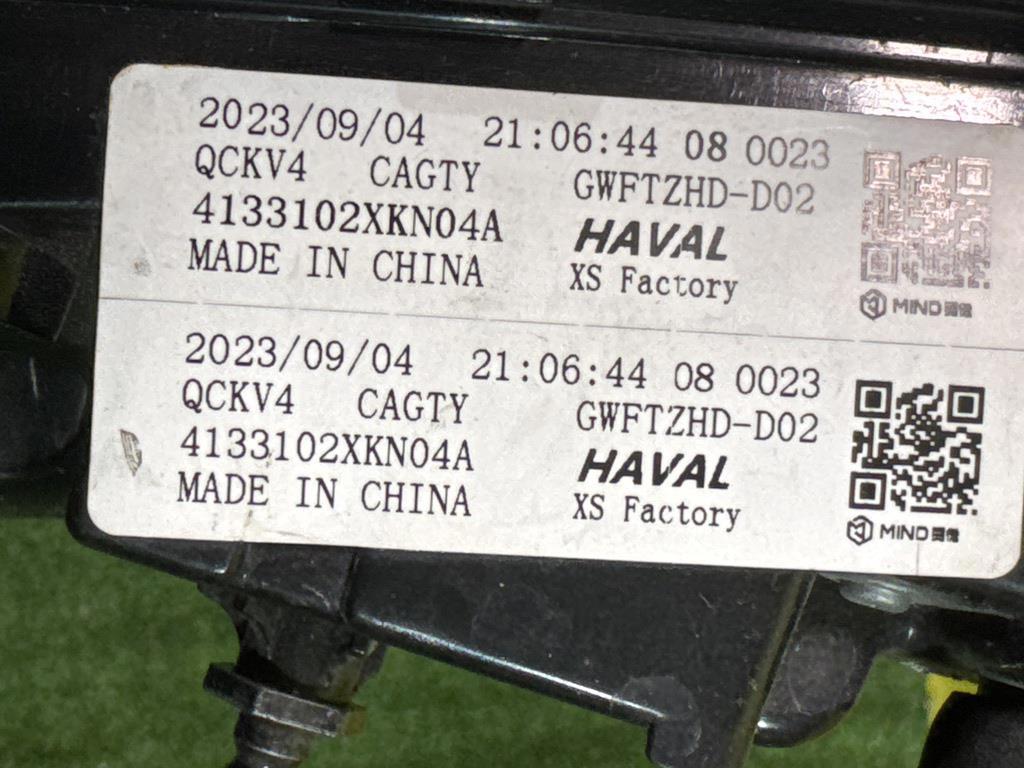 2023/09/04 21:06:44 08 0023
QCKV4 CAGTY GWFTZHD-D02
4133102XKN04A HAVAL
MADE IN CHINA XS Factory
MIND
2023/09/04 21:06:44 08 0023
QCKV4 CAGTY GWFTZHD-D02
4133102XKN04A HAVAL
MADE IN CHINA XS Factory
MIND